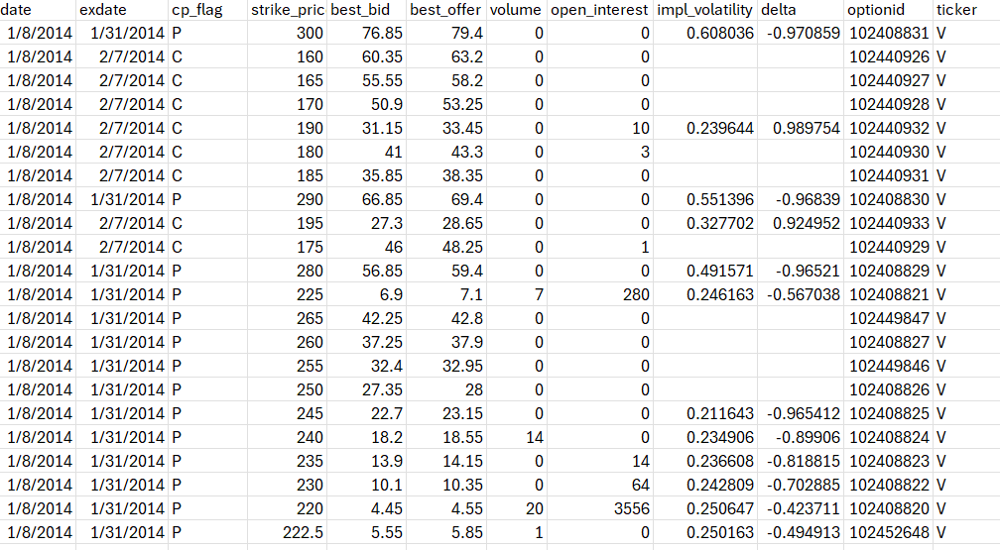 date exdate cp_flag strike_pric best_bid best_offer volume open_interest impl_volatility delta optionid ticker
1/8/2014 1/31/2014 P 300 76.85 79.4 0 0 0.608036 -0.970859 102408831 V
1/8/2014 2/7/2014 C 160 60.35 63.2 0 0 102440926 V
1/8/2014 2/7/2014 C 165 55.55 58.2 0 0 102440927 V
1/8/2014 2/7/2014 C 170 50.9 53.25 0 0 102440928 V
1/8/2014 2/7/2014 C 190 31.15 33.45 0 10 0.239644 0.989754 102440932 V
1/8/2014 2/7/2014 C 180 41 43.3 0 3 102440930 V
1/8/2014 2/7/2014 C 185 35.85 38.35 0 0 102440931 V
1/8/2014 1/31/2014 P 290 66.85 69.4 0 0 0.551396 -0.96839 102408830 V
1/8/2014 2/7/2014 C 195 27.3 28.65 0 0 0.327702 0.924952 102440933 V
1/8/2014 2/7/2014 C 175 46 48.25 0 1 102440929 V
1/8/2014 1/31/2014 P 280 56.85 59.4 0 0 0.491571 -0.96521 102408829 V
1/8/2014 1/31/2014 P 225 6.9 7.1 7 280 0.246163 -0.567038 102408821 V
1/8/2014 1/31/2014 P 265 42.25 42.8 0 0 102449847 V
1/8/2014 1/31/2014 P 260 37.25 37.9 0 0 102408827 V
1/8/2014 1/31/2014 P 255 32.4 32.95 0 0 102449846 V
1/8/2014 1/31/2014 P 250 27.35 28 0 0 102408826 V
1/8/2014 1/31/2014 P 245 22.7 23.15 0 0 0.211643 -0.965412 102408825 V
1/8/2014 1/31/2014 P 240 18.2 18.55 14 0 0.234906 -0.89906 102408824 V
1/8/2014 1/31/2014 P 235 13.9 14.15 0 14 0.236608 -0.818815 102408823 V
1/8/2014 1/31/2014 P 230 10.1 10.35 0 64 0.242809 -0.702885 102408822 V
1/8/2014 1/31/2014 P 220 4.45 4.55 20 3556 0.250647 -0.423711 102408820 V
1/8/2014 1/31/2014 P 222.5 5.55 5.85 1 0 0.250163 -0.494913 102452648 V